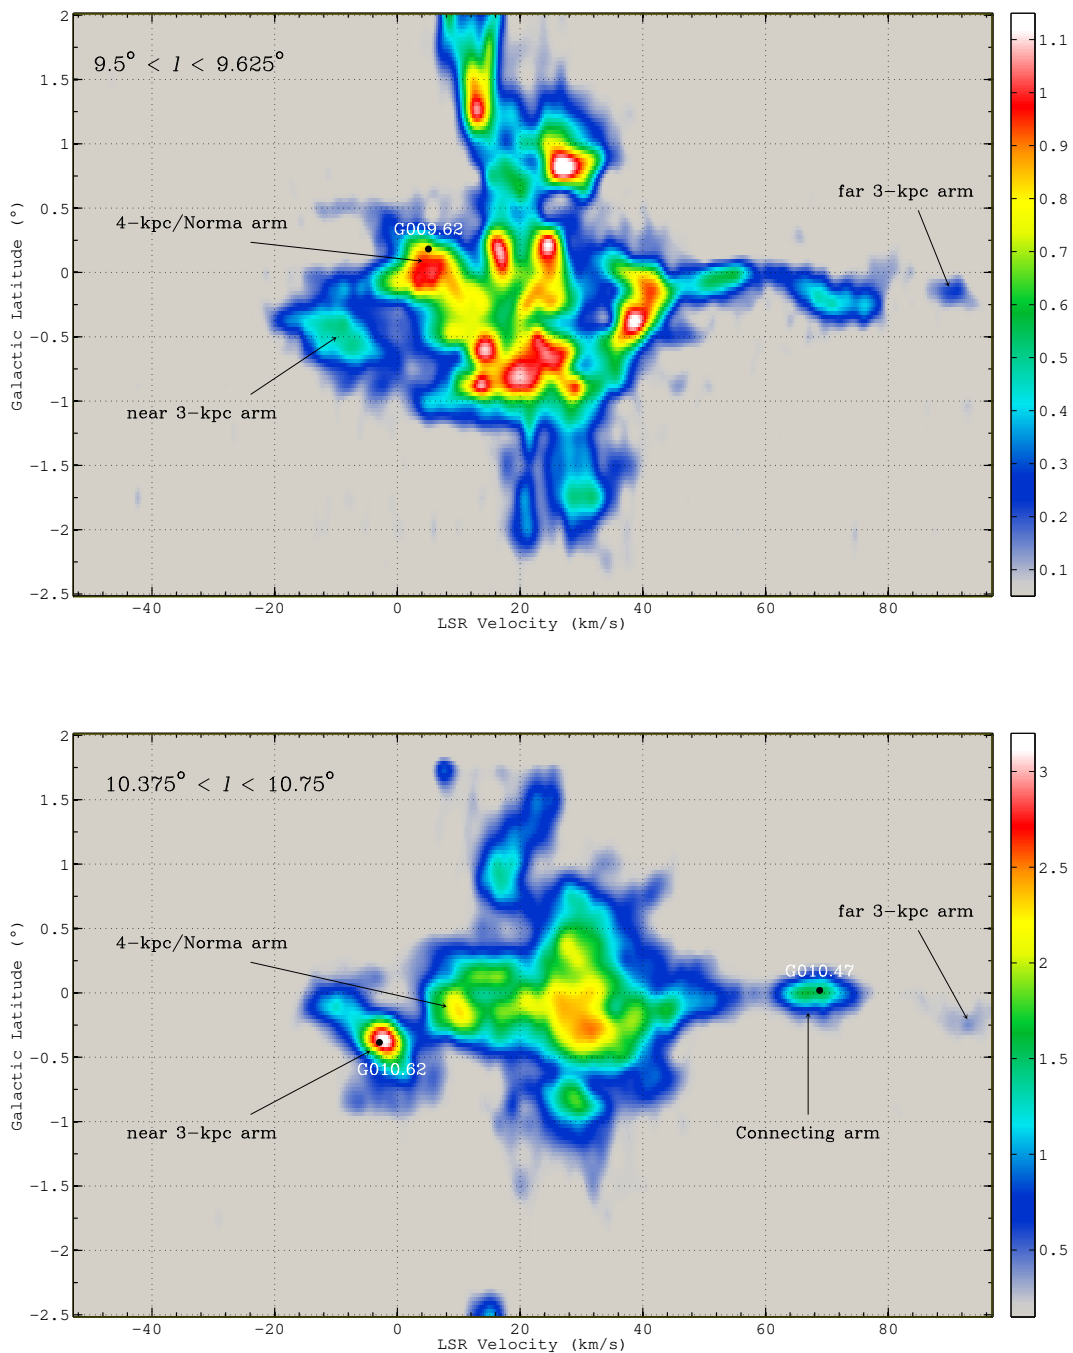 9.5° < l < 9.625°
far 3-kpc arm
4-kpc/Norma arm
G009.62
near 3-kpc arm
Galactic Latitude (°)
2
1.5
1
0.5
0
−0.5
−1
−1.5
−2
−2.5
−40 −20 0 20 40 60 80
LSR Velocity (km/s)
1.1
1
0.9
0.8
0.7
0.6
0.5
0.4
0.3
0.2
0.1
10.375° < l < 10.75°
far 3-kpc arm
4-kpc/Norma arm
G010.47
G010.62
near 3-kpc arm
Connecting arm
Galactic Latitude (°)
2
1.5
1
0.5
0
−0.5
−1
−1.5
−2
−2.5
−40 −20 0 20 40 60 80
LSR Velocity (km/s)
3
2.5
2
1.5
1
0.5